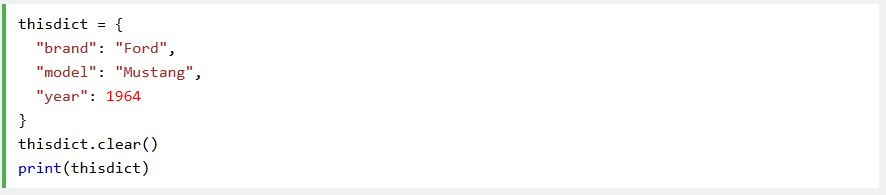 thisdict = {
  "brand": "Ford",
  "model": "Mustang",
  "year": 1964
}
thisdict.clear()
print(thisdict)